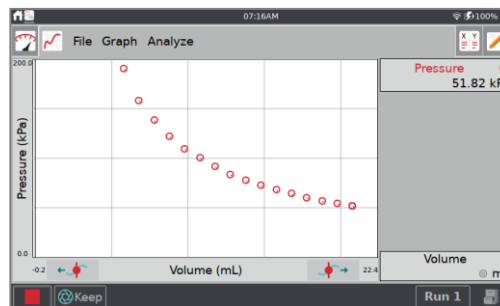 07:16AM
100%
File Graph Analyze
X Y
200.0
Pressure (kPa)
0.0
-0.2
Volume (mL)
22.4
Pressure
51.82
Volume
Keep
Run 1